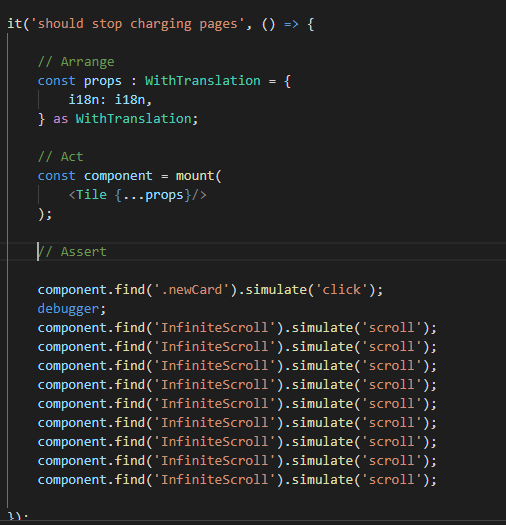 it('should stop charging pages', () => {
// Arrange
const props : WithTranslation = {
i18n: i18n,
} as WithTranslation;
// Act
const component = mount(
<Tile {...props}/>
);
// Assert
component.find('.newCard').simulate('click');
debugger;
component.find('InfiniteScroll').simulate('scroll');
component.find('InfiniteScroll').simulate('scroll');
component.find('InfiniteScroll').simulate('scroll');
component.find('InfiniteScroll').simulate('scroll');
component.find('InfiniteScroll').simulate('scroll');
component.find('InfiniteScroll').simulate('scroll');
component.find('InfiniteScroll').simulate('scroll');
component.find('InfiniteScroll').simulate('scroll');
component.find('InfiniteScroll').simulate('scroll');
});